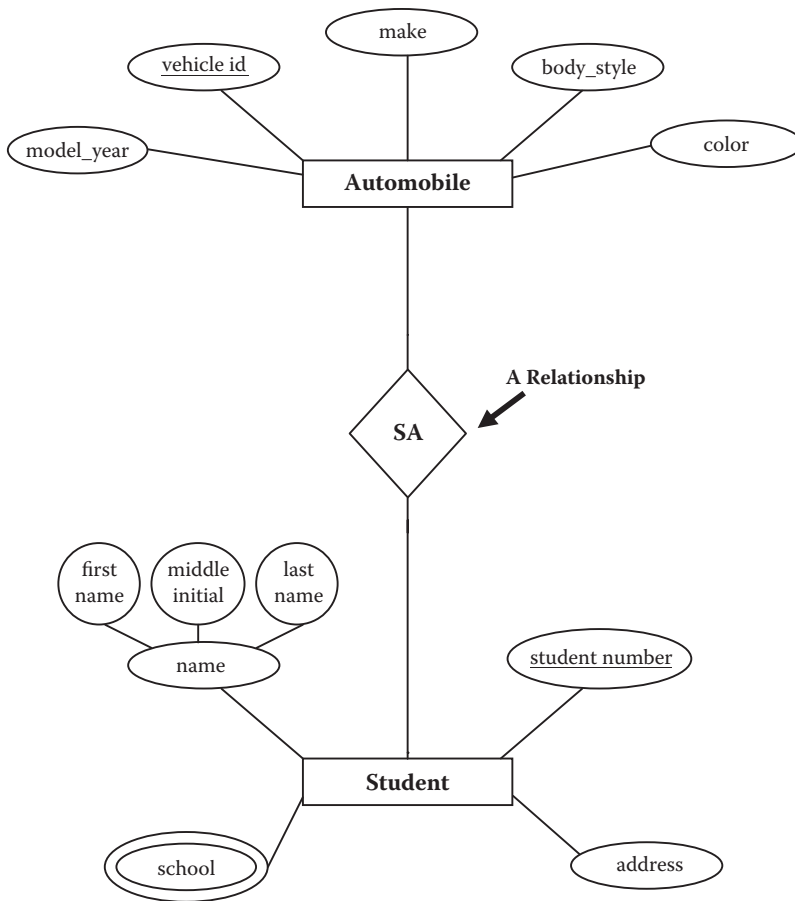 make
vehicle id
body_style
model_year
color
Automobile
A Relationship
SA
first
name
middle
initial
last
name
name
student number
Student
school
address